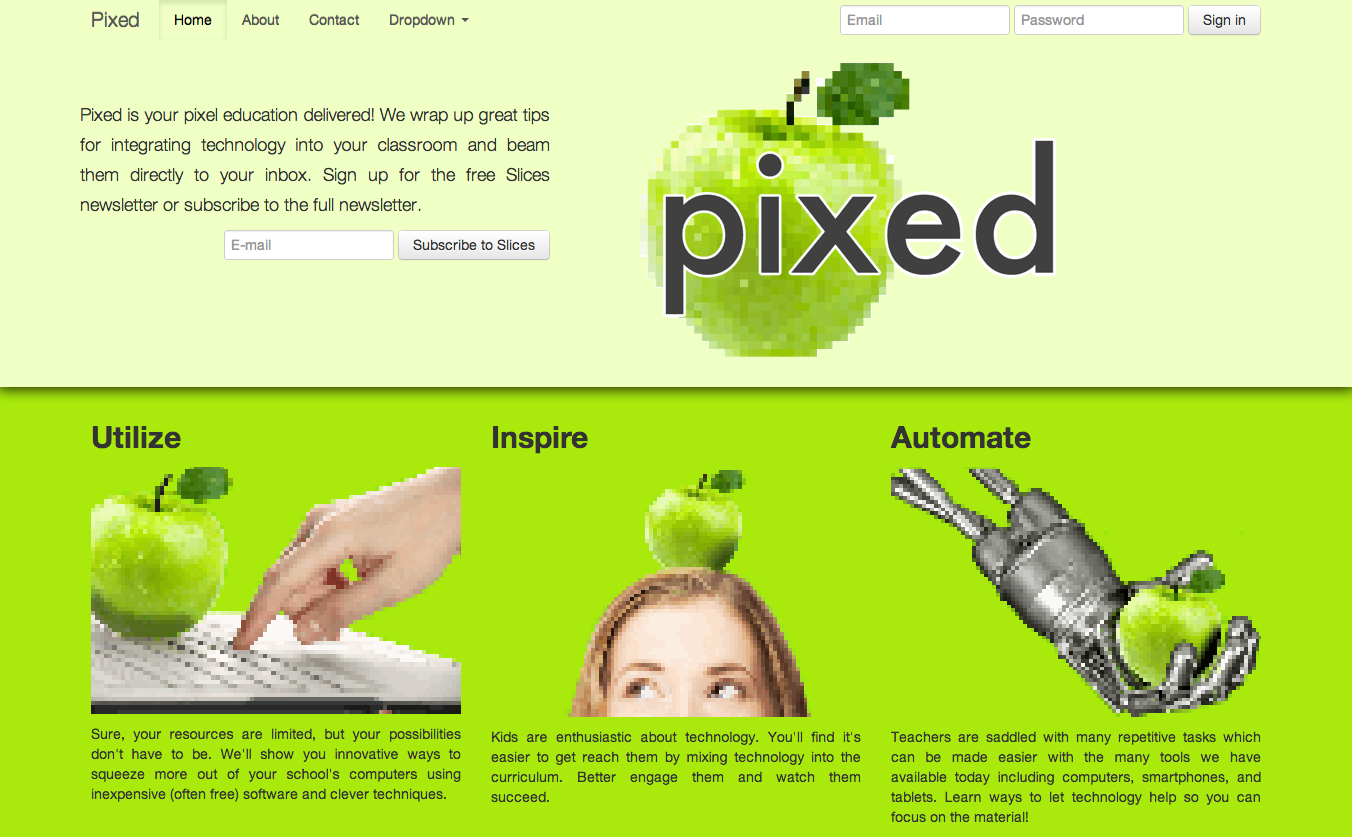 Pixed Home About Contact Dropdown Email Password Sign in
Pixed is your pixel education delivered! We wrap up great tips
for integrating technology into your classroom and beam
them directly to your inbox. Sign up for the free Slices
newsletter or subscribe to the full newsletter.
E-mail Subscribe to Slices
pixed
Utilize
Sure, your resources are limited, but your possibilities
don't have to be. We'll show you innovative ways to
squeeze more out of your school's computers using
inexpensive (often free) software and clever techniques.
Inspire
Kids are enthusiastic about technology. You'll find it's
easier to get reach them by mixing technology into the
curriculum. Better engage them and watch them
succeed.
Automate
Teachers are saddled with many repetitive tasks which
can be made easier with the many tools we have
available today including computers, smartphones, and
tablets. Learn ways to let technology help so you can
focus on the material!